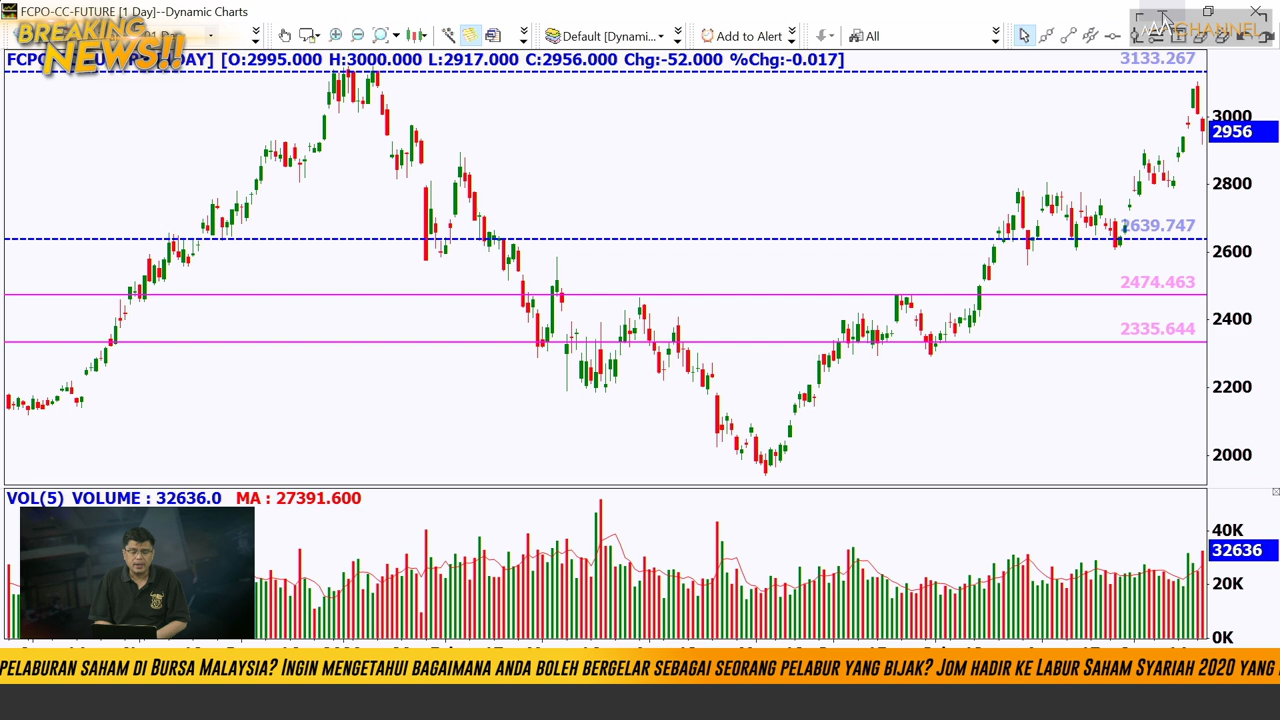 FCPO-CC-FUTURE [1 Day]--Dynamic Charts
BREAKING
NEWS!!
Default [Dynamic...
Add to Alert
All
CHANNEL
DAY] [O:2995.000 H:3000.000 L:2917.000 C:2956.000 Chg:-52.000 %Chg:-0.017]
3133.267
3000
2956
2800
2639.747
2600
2474.463
2400
2335.644
2200
2000
VOL(5) VOLUME : 32636.0 MA : 27391.600
40K
32636
20K
0K
PELABURAN SAHAM DI BURSA MALAYSIA? INGIN MENGETAHUI BAGAIMANA ANDA BOLEH BERGELAR SEBAGAI SEORANG PELABUR YANG BIJAK? JOM HADIR KE LABUR SAHAM SYARIAH 2020 YANG